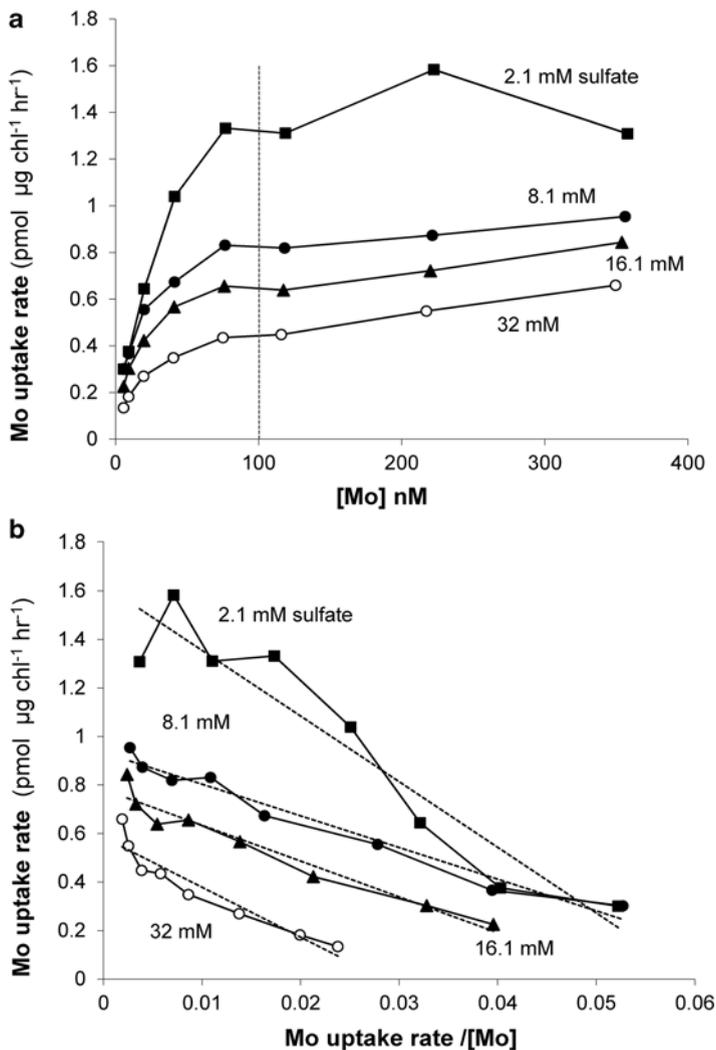 a
Mo uptake rate (pmol µg chl⁻¹ hr⁻¹)
1.8
1.6
1.4
1.2
1
0.8
0.6
0.4
0.2
0
2.1 mM sulfate
8.1 mM
16.1 mM
32 mM
0 100 200 300 400
[Mo] nM
b
Mo uptake rate (pmol µg chl⁻¹ hr⁻¹)
1.8
1.6
1.4
1.2
1
0.8
0.6
0.4
0.2
0
2.1 mM sulfate
8.1 mM
32 mM
16.1 mM
0 0.01 0.02 0.03 0.04 0.05 0.06
Mo uptake rate /[Mo]